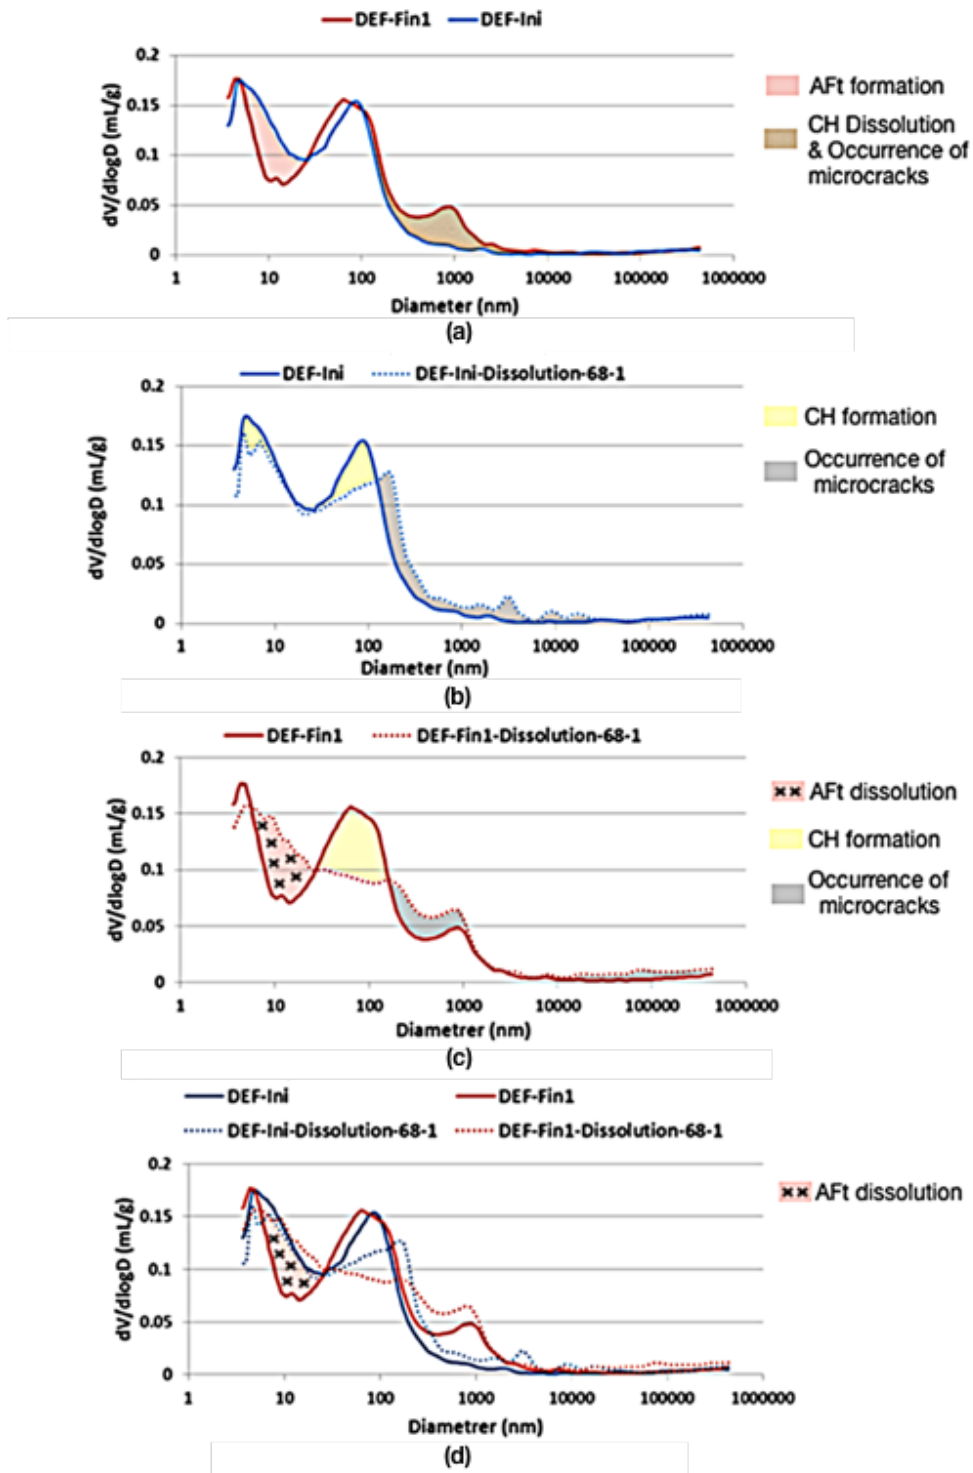 DEF-Fin1 DEF-Ini
0.2
0.15
0.1
0.05
0
dV/dlogD (mL/g)
1 10 100 1000 10000 100000 1000000
Diameter (nm)
AFt formation
CH Dissolution
& Occurrence of
microcracks
(a)
DEF-Ini DEF-Ini-Dissolution-68-1
0.2
0.15
0.1
0.05
0
dV/dlogD (mL/g)
1 10 100 1000 10000 100000 1000000
Diameter (nm)
CH formation
Occurrence of
microcracks
(b)
DEF-Fin1 DEF-Fin1-Dissolution-68-1
0.2
0.15
0.1
0.05
0
dV/dlogD (mL/g)
1 10 100 1000 10000 100000 1000000
Diametrer (nm)
AFt dissolution
CH formation
Occurrence of
microcracks
(c)
DEF-Ini DEF-Fin1
DEF-Ini-Dissolution-68-1 DEF-Fin1-Dissolution-68-1
0.2
0.15
0.1
0.05
0
dV/dlogD (mL/g)
1 10 100 1000 10000 100000 1000000
Diametrer (nm)
AFt dissolution
(d)